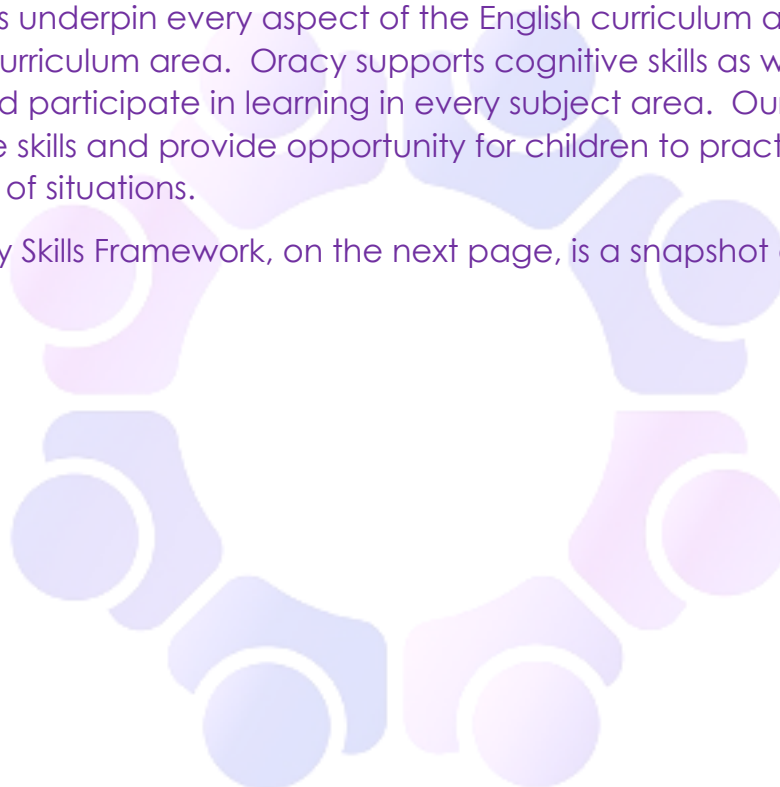 s underpin every aspect of the English curriculum a
urriculum area.  Oracy supports cognitive skills as w
d participate in learning in every subject area.  Our
e skills and provide opportunity for children to pract
of situations.
y Skills Framework, on the next page, is a snapshot